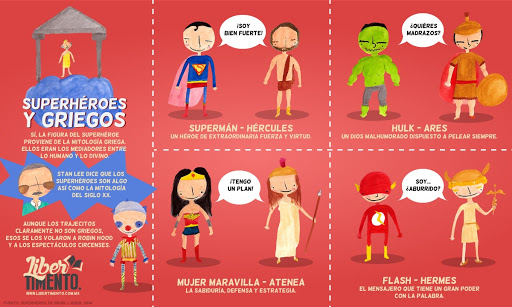 SUPERHÉROES
Y GRIEGOS
SÍ, LA FIGURA DEL SUPERHÉROE
PROVIENE DE LA MITOLOGÍA GRIEGA.
ELLOS ERAN LOS MEDIADORES ENTRE
LO HUMANO Y LO DIVINO.
STAN LEE DICE QUE LOS
SUPERHÉROES SON ALGO
ASÍ COMO LA MITOLOGÍA
DEL SIGLO XX.
AUNQUE LOS TRAJECITOS
CLARAMENTE NO SON GRIEGOS,
ESOS SE LOS VOLARON A ROBIN HOOD
Y A LOS ESPECTÁCULOS CIRCENSES.
Liber
TIMENTO.
WWW.LIBERTIMENTO.COM.MX
¡SOY
BIEN FUERTE!
SUPERMÁN - HÉRCULES
UN HÉROE DE EXTRAORDINARIA FUERZA Y VIRTUD.
¿QUIÉRES
MADRAZOS?
HULK - ARES
UN DIOS MALHUMORADO DISPUESTO A PELEAR SIEMPRE.
¡TENGO
UN PLAN!
MUJER MARAVILLA - ATENEA
LA SABIDURÍA, DEFENSA Y ESTRATEGIA.
SOY...
¿ABURRIDO?
FLASH - HERMES
EL MENSAJERO QUE TIENE UN GRAN PODER
CON LA PALABRA.